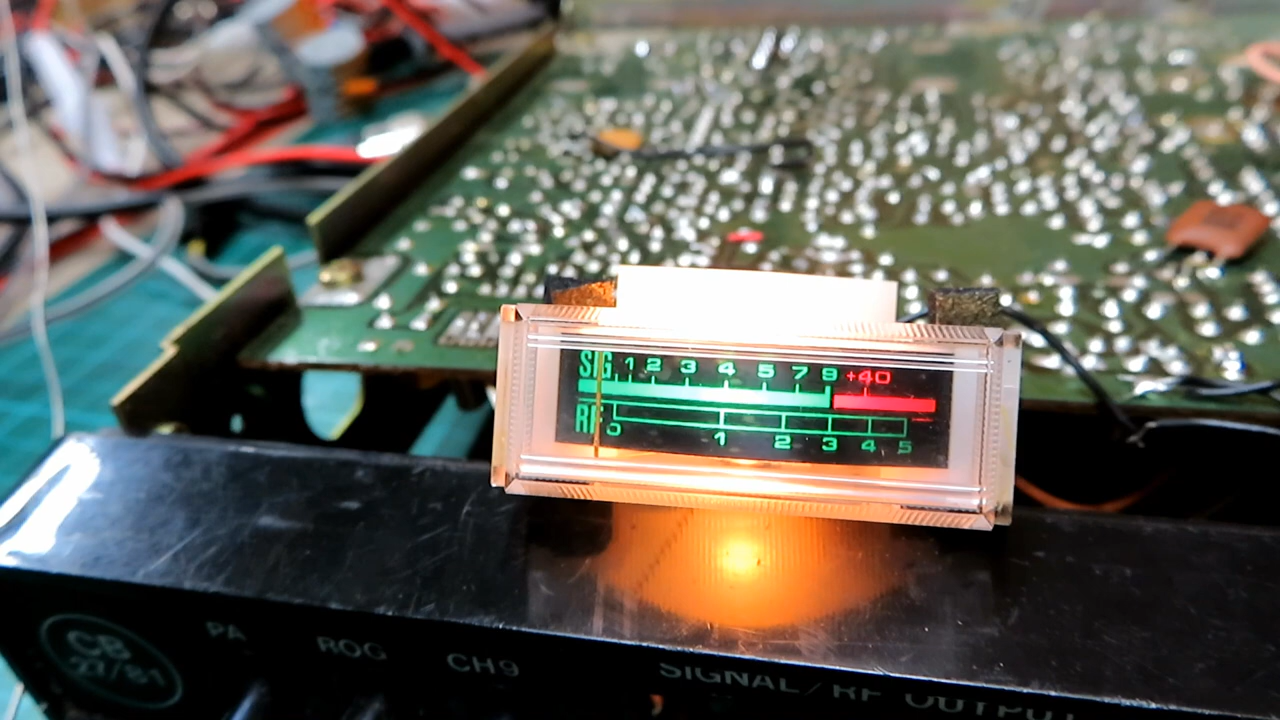 SIG 1 2 3 4 5 7 9 +40
RF 0 1 2 3 4 5
CB
27/81
PA
ROG
CH9
SIGNAL/RF OUTPUT